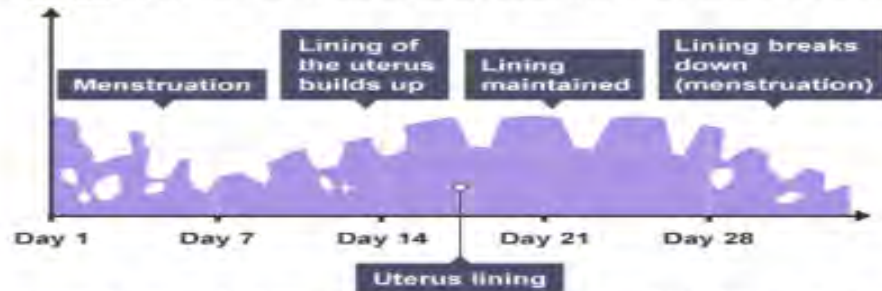 Menstruation
Lining of
the uterus
builds up
Lining
maintained
Lining breaks
down
(menstruation)
Day 1
Day 7
Day 14
Day 21
Day 28
Uterus lining